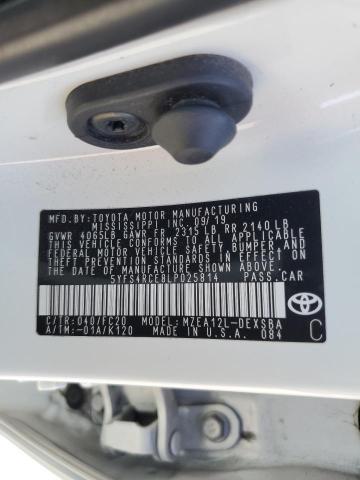 MFD.BY:TOYOTA MOTOR MANUFACTURING
MISSISSIPPI INC. 09/19
GVWR 4065LB GAWR FR 2315 LB RR 2140 LB
THIS VEHICLE CONFORMS TO ALL APPLICABLE
FEDERAL MOTOR VEHICLE SAFETY, BUMPER, AND
THEFT PREVENTION STANDARDS IN EFFECT ON
THE DATE OF MANUFACTURE SHOWN ABOVE.
5YFS4RCE8LP025814 PASS.CAR
C/TR:040/FC20 MODEL:MZEA12L-DEXSBA
A/TM:-01A/K120 MADE IN U.S.A. 084
C